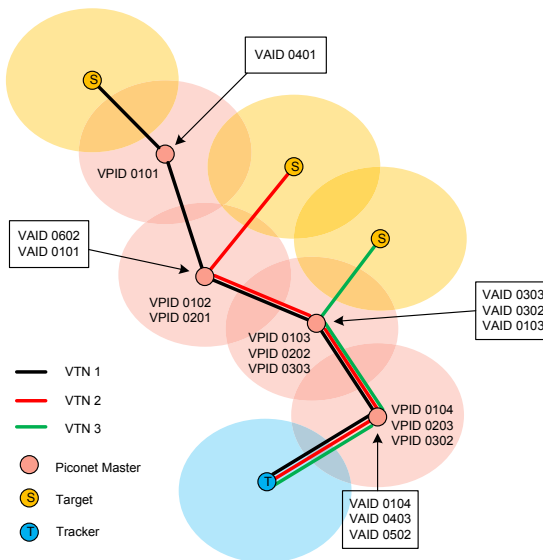 VAID 0401
S
VPID 0101
S
VAID 0602
VAID 0101
S
VPID 0102
VPID 0201
VAID 0303
VAID 0302
VAID 0103
VPID 0103
VPID 0202
VPID 0303
VTN 1
VTN 2
VTN 3
VPID 0104
VPID 0203
VPID 0302
Piconet Master
S
Target
T
Tracker
T
VAID 0104
VAID 0403
VAID 0502